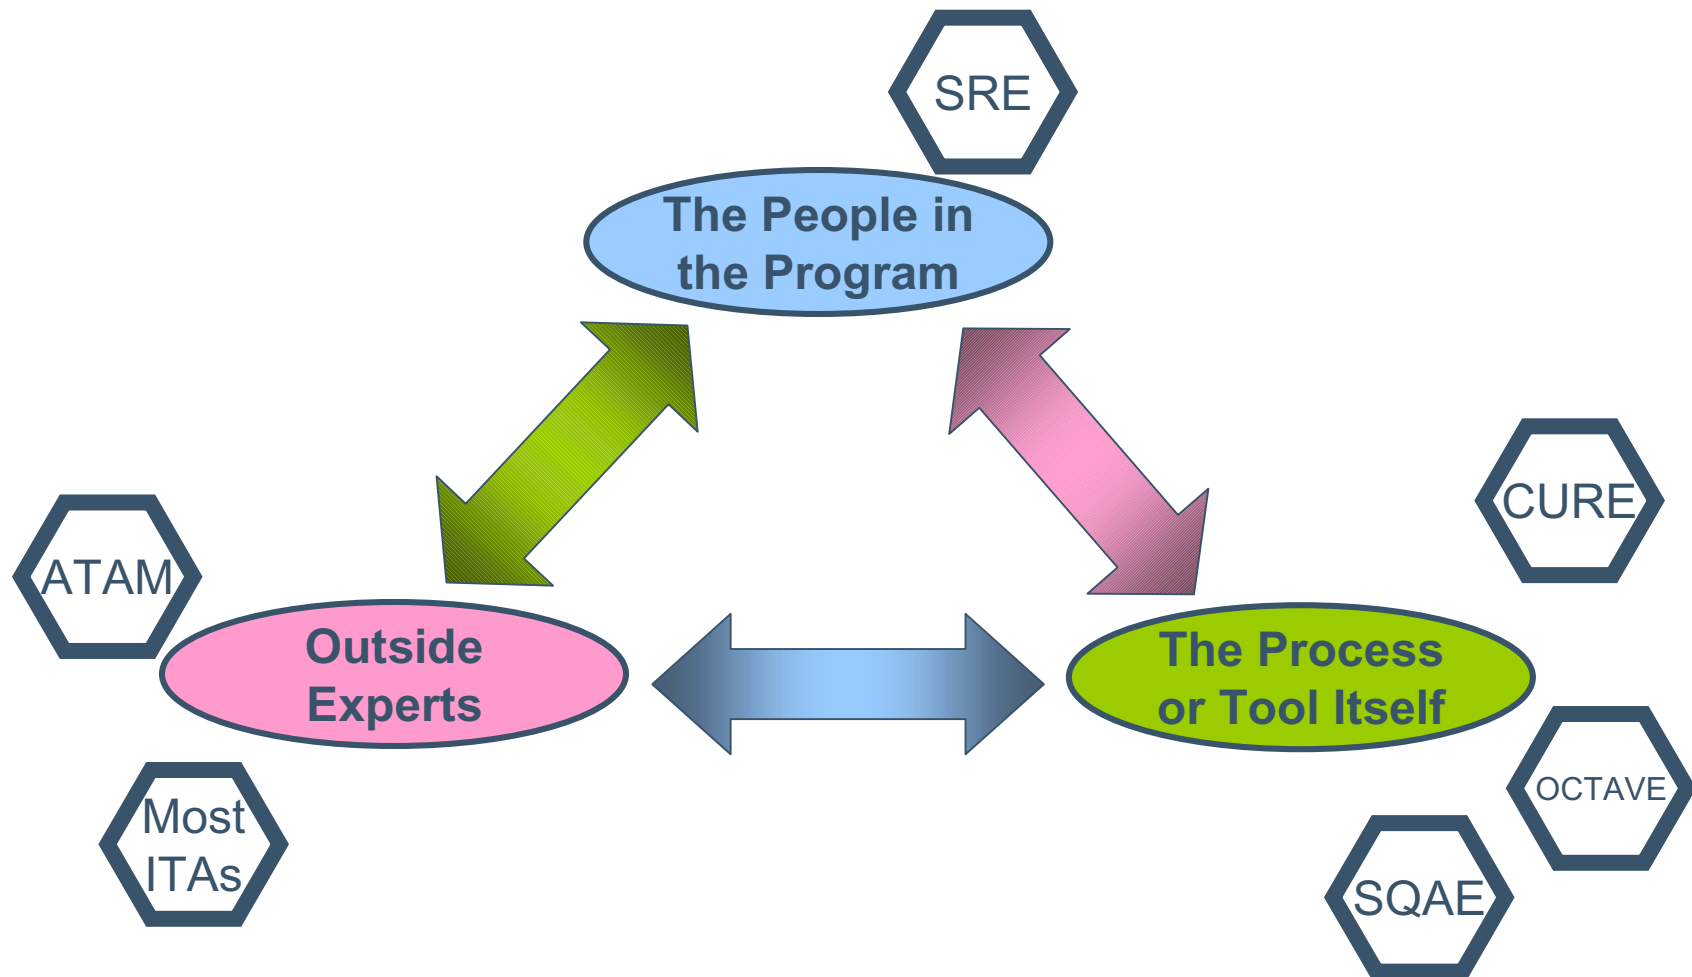 SRE
The People in
the Program
CURE
ATAM
Outside
Experts
The Process
or Tool Itself
OCTAVE
Most
ITAs
SQAE